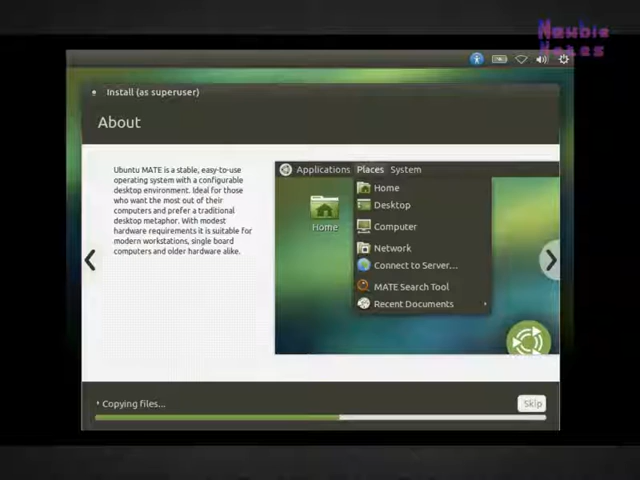 Newbie
Notes
Install (as superuser)
About
Ubuntu MATE is a stable, easy-to-use
operating system with a configurable
desktop environment. Ideal for those
who want the most out of their
computers and prefer a traditional
desktop metaphor. With modest
hardware requirements it is suitable for
modern workstations, single board
computers and older hardware alike.
Applications Places System
Home
Desktop
Computer
Network
Connect to Server...
MATE Search Tool
Recent Documents
Home
Copying files...
Skip